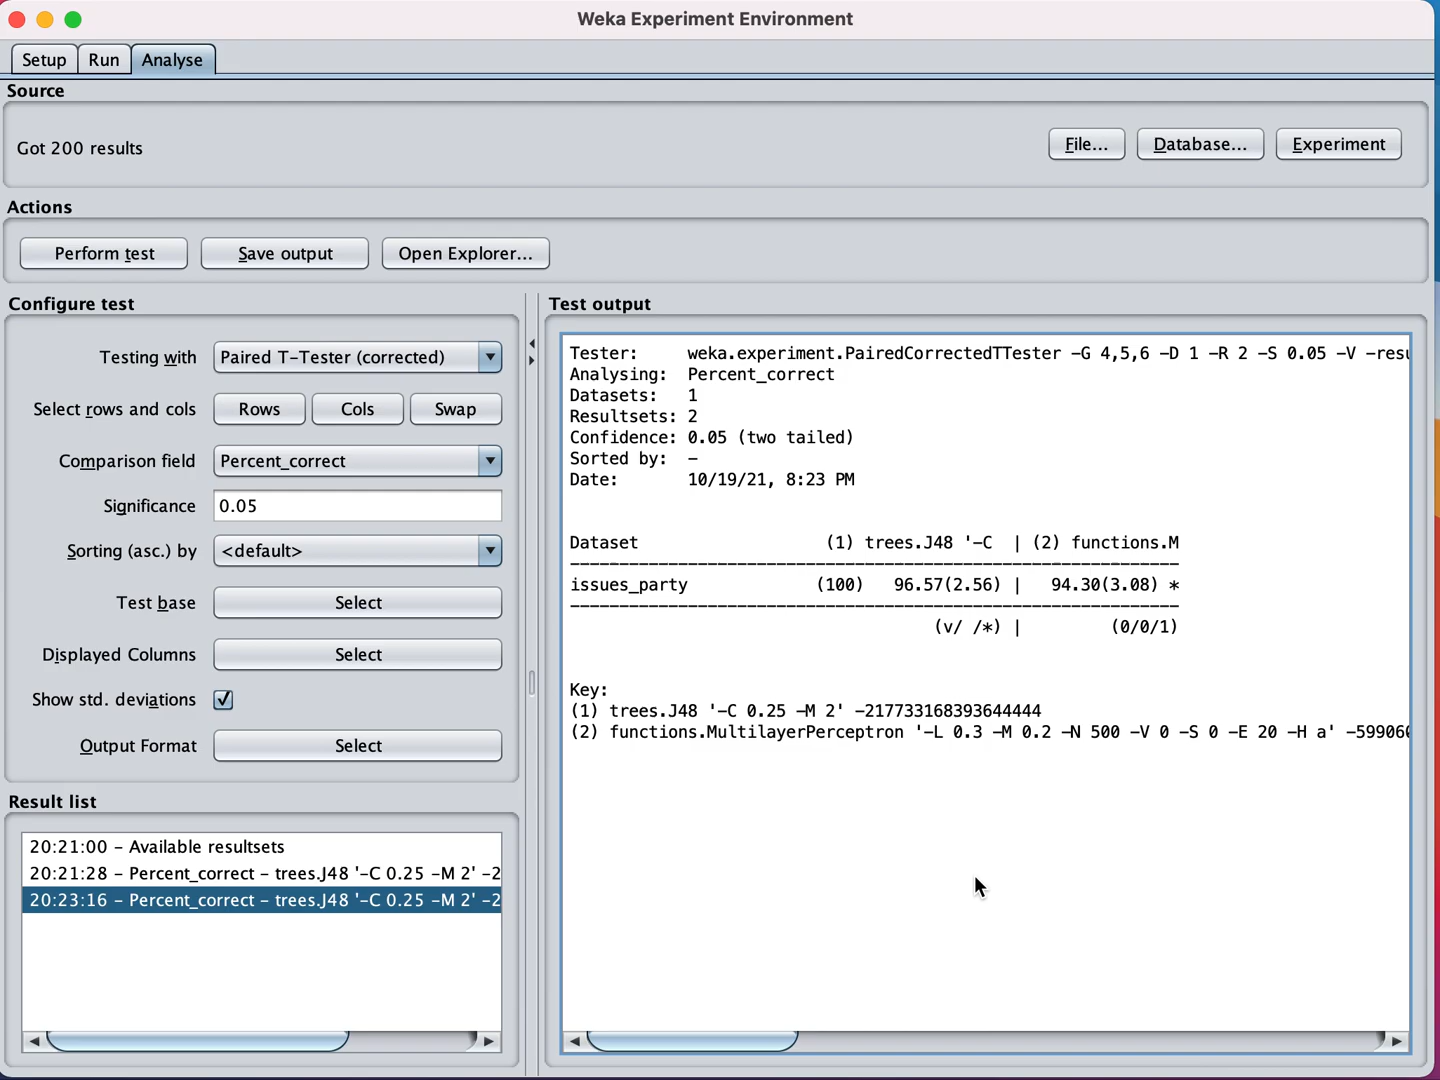 Weka Experiment Environment
Setup Run Analyse
Source
Got 200 results
File... Database... Experiment
Actions
Perform test Save output Open Explorer...
Configure test
Testing with Paired T-Tester (corrected)
Select rows and cols Rows Cols Swap
Comparison field Percent_correct
Significance 0.05
Sorting (asc.) by <default>
Test base Select
Displayed Columns Select
Show std. deviations
Output Format Select
Result list
20:21:00 - Available resultsets
20:21:28 - Percent_correct - trees.J48 '-C 0.25 -M 2' -2
20:23:16 - Percent_correct - trees.J48 '-C 0.25 -M 2' -2
Test output
Tester: weka.experiment.PairedCorrectedTTester -G 4,5,6 -D 1 -R 2 -S 0.05 -V -resu
Analysing: Percent_correct
Datasets: 1
Resultsets: 2
Confidence: 0.05 (two tailed)
Sorted by: -
Date: 10/19/21, 8:23 PM
Dataset (1) trees.J48 '-C | (2) functions.M
----------------------------------------------------------------
issues_party (100) 96.57(2.56) | 94.30(3.08) *
----------------------------------------------------------------
(v/ /*) | (0/0/1)
Key:
(1) trees.J48 '-C 0.25 -M 2' -217733168393644444
(2) functions.MultilayerPerceptron '-L 0.3 -M 0.2 -N 500 -V 0 -S 0 -E 20 -H a' -599060